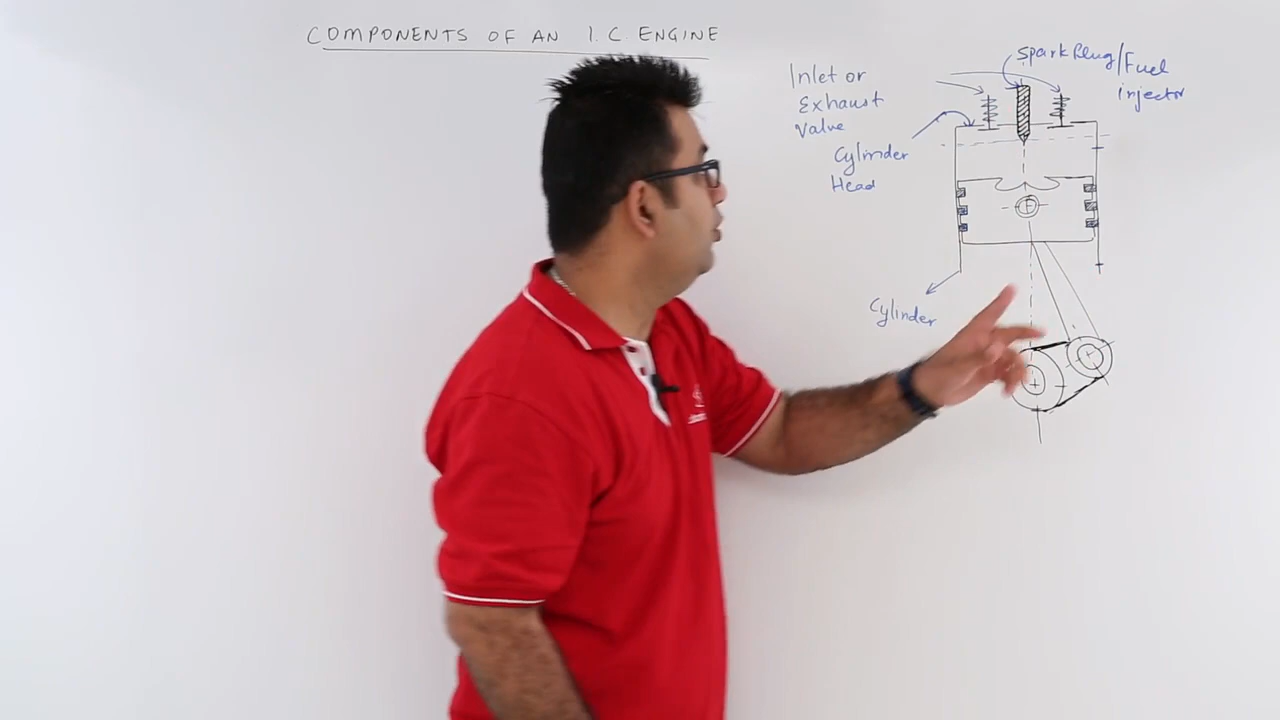 COMPONENTS OF AN I.C. ENGINE
Spark Plug/Fuel
injector
Inlet or
Exhaust
Valve
Cylinder
Head
Cylinder